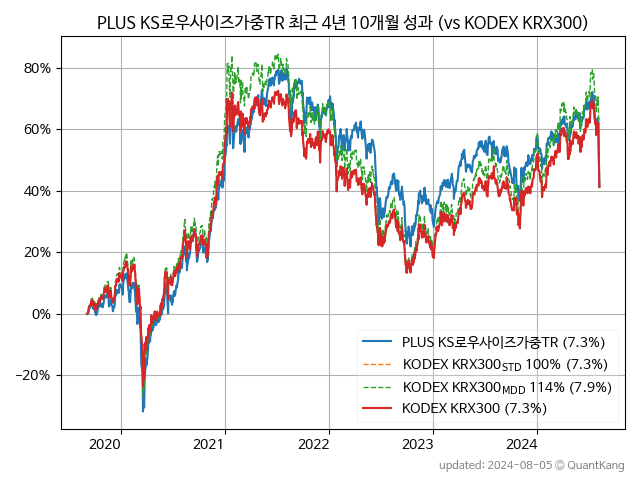 PLUS KS로우사이즈가중TR 최근 4년 10개월 성과 (vs KODEX KRX300)
80%
60%
40%
20%
0%
−20%
PLUS KS로우사이즈가중TR (7.3%)
KODEX KRX300STD 100% (7.3%)
KODEX KRX300MDD 114% (7.9%)
KODEX KRX300 (7.3%)
2020 2021 2022 2023 2024
updated: 2024-08-05 © QuantKang